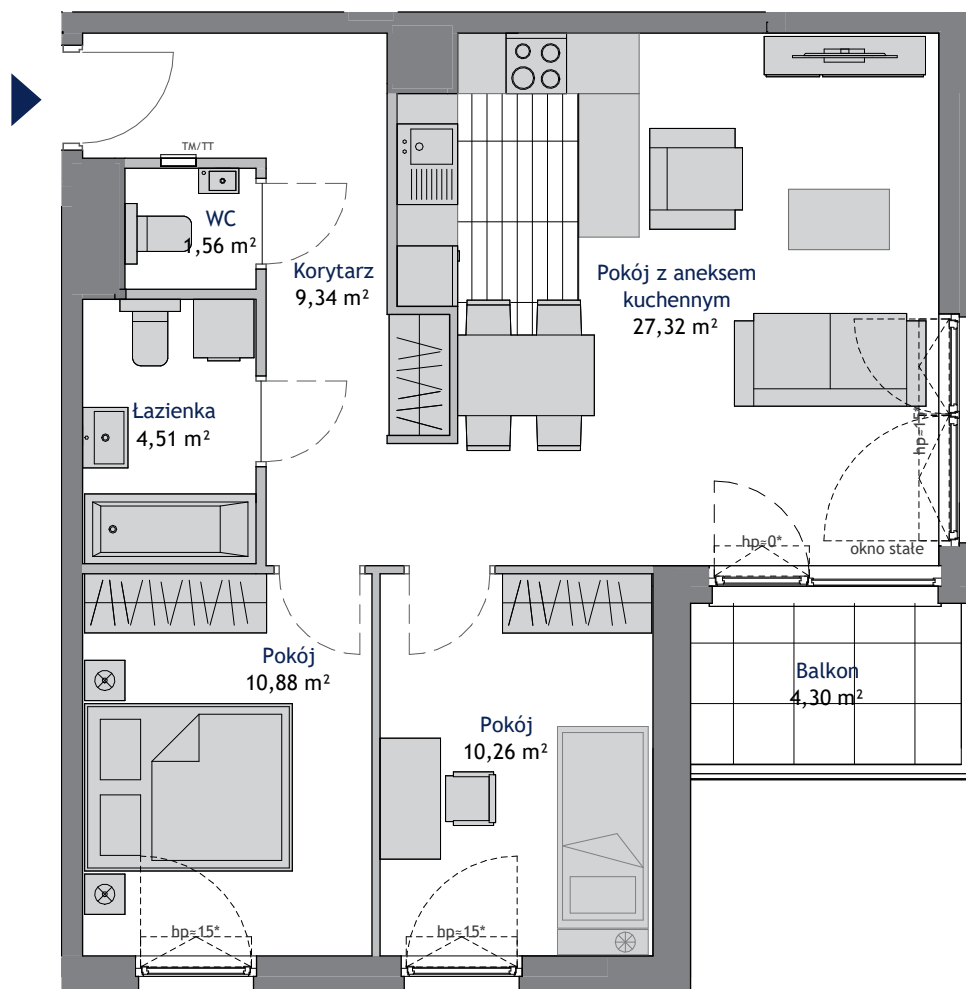 TM/TT
WC
1,56 m²
Korytarz
9,34 m²
Pokój z aneksem
kuchennym
27,32 m²
Łazienka
4,51 m²
hp≈15*
hp≈0*
okno stałe
Pokój
10,88 m²
Balkon
4,30 m²
Pokój
10,26 m²
hp≈15*
hp≈15*